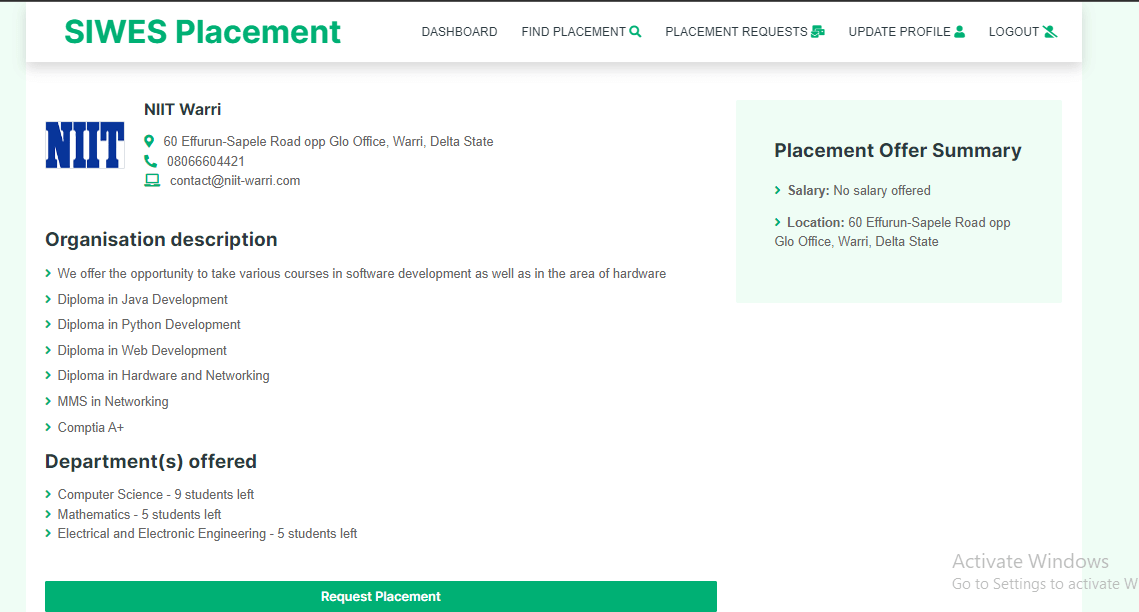 SIWES Placement
DASHBOARD
FIND PLACEMENT
PLACEMENT REQUESTS
UPDATE PROFILE
LOGOUT
NIIT
NIIT Warri
60 Effurun-Sapele Road opp Glo Office, Warri, Delta State
08066604421
contact@niit-warri.com
Organisation description
We offer the opportunity to take various courses in software development as well as in the area of hardware
Diploma in Java Development
Diploma in Python Development
Diploma in Web Development
Diploma in Hardware and Networking
MMS in Networking
Comptia A+
Department(s) offered
Computer Science - 9 students left
Mathematics - 5 students left
Electrical and Electronic Engineering - 5 students left
Request Placement
Placement Offer Summary
Salary: No salary offered
Location: 60 Effurun-Sapele Road opp
Glo Office, Warri, Delta State
Activate Windows
Go to Settings to activate W